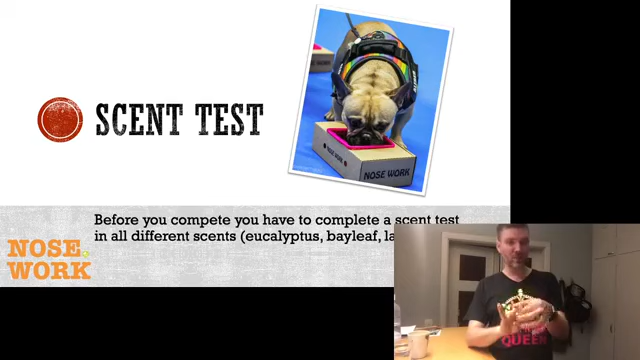 SCENT TEST
NOSE WORK
Before you compete you have to complete a scent test
in all different scents (eucalyptus, bayleaf,
NOSE
WORK
QUEEN